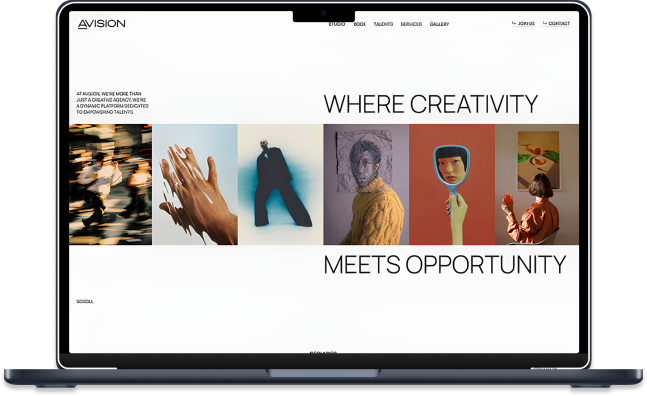 AVISION
STUDIO BOOK TALENTS SERVICES GALLERY
JOIN US CONTACT
AT AVISION, WE'RE MORE THAN
JUST A CREATIVE AGENCY, WE'RE
A DYNAMIC PLATFORM DEDICATED
TO EMPOWERING TALENTS.
WHERE CREATIVITY
MEETS OPPORTUNITY
SCROLL